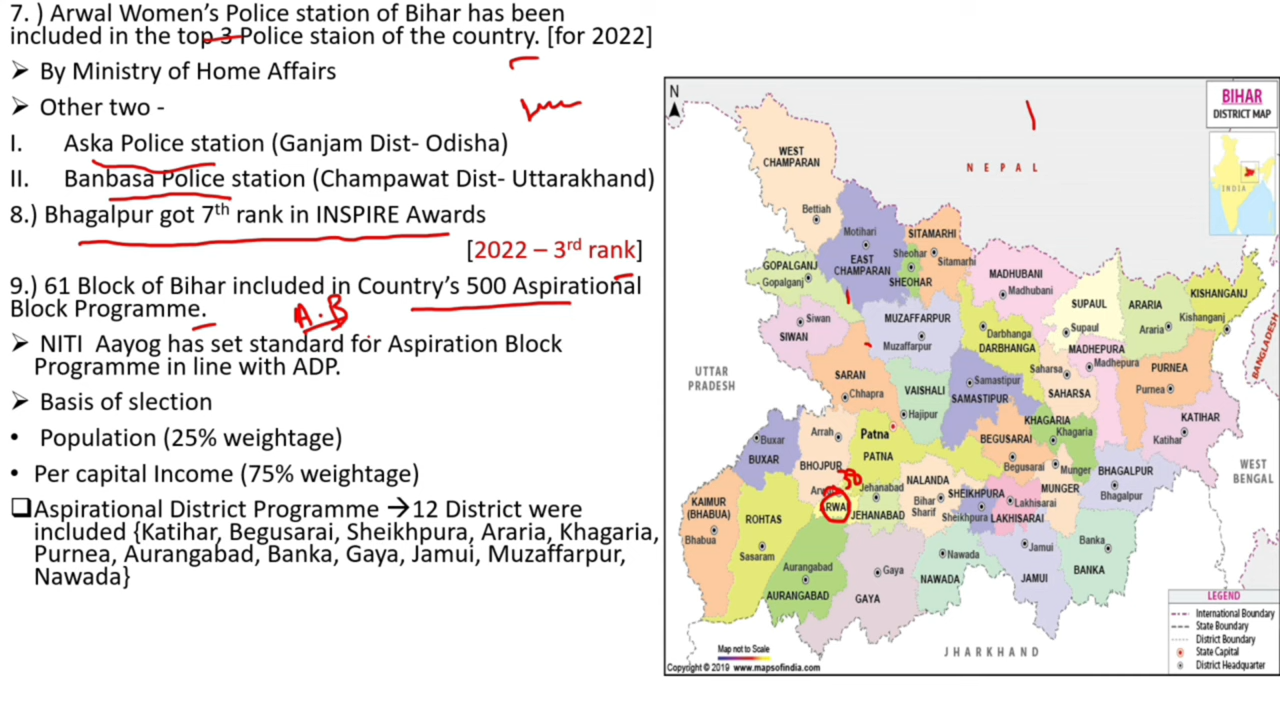 7. ) Arwal Women's Police station of Bihar has been
included in the top 3 Police staion of the country. [for 2022]
➤ By Ministry of Home Affairs
➤ Other two -
I. Aska Police station (Ganjam Dist- Odisha)
II. Banbasa Police station (Champawat Dist- Uttarakhand)
8.) Bhagalpur got 7th rank in INSPIRE Awards
[2022 – 3rd rank]
9.) 61 Block of Bihar included in Country's 500 Aspirational
Block Programme.
A.B
➤ NITI Aayog has set standard for Aspiration Block
Programme in line with ADP.
➤ Basis of slection
• Population (25% weightage)
• Per capital Income (75% weightage)
❑Aspirational District Programme →12 District were
included {Katihar, Begusarai, Sheikhpura, Araria, Khagaria,
Purnea, Aurangabad, Banka, Gaya, Jamui, Muzaffarpur,
Nawada}
N
BIHAR
DISTRICT MAP
INDIA
NEPAL
WEST
CHAMPARAN
Bettiah
Motihari
EAST
CHAMPARAN
SITAMARHI
Sitamarhi
Sheohar
SHEOHAR
GOPALGANJ
Gopalganj
MADHUBANI
Madhubani
SUPAUL
Supaul
ARARIA
Araria
KISHANGANJ
Kishanganj
BANGLADESH
Siwan
SIWAN
MUZAFFARPUR
Muzaffarpur
Darbhanga
DARBHANGA
MADHEPURA
Madhepura
PURNEA
Purnea
UTTAR
PRADESH
SARAN
Chhapra
VAISHALI
Hajipur
Samastipur
SAMASTIPUR
Saharsa
SAHARSA
KATIHAR
Katihar
KHAGARIA
Khagaria
BEGUSARAI
Begusarai
Buxar
BUXAR
Arrah
BHOJPUR
Patna
PATNA
Munger
MUNGER
BHAGALPUR
Bhagalpur
WEST
BENGAL
KAIMUR
(BHABUA)
Bhabua
ROHTAS
Sasaram
RWA
Jehanabad
JEHANABAD
NALANDA
Bihar
Sharif
SHEIKHPURA
Sheikhpura
Lakhisarai
LAKHISARAI
Aurangabad
AURANGABAD
Gaya
GAYA
Nawada
NAWADA
Jamui
JAMUI
Banka
BANKA
JHARKHAND
LEGEND
International Boundary
State Boundary
District Boundary
State Capital
District Headquarter
Map not to Scale
Copyright © 2019 www.mapsofindia.com